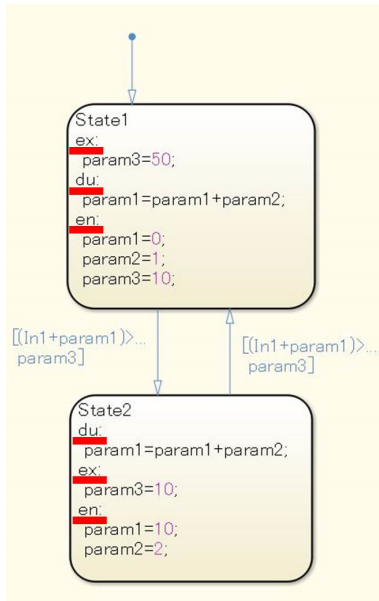 State1
ex:
param3=50;
du:
param1=param1+param2;
en:
param1=0;
param2=1;
param3=10;
[(In1+param1)>...
param3]
[(In1+param1)>...
param3]
State2
du:
param1=param1+param2;
ex:
param3=10;
en:
param1=10;
param2=2;